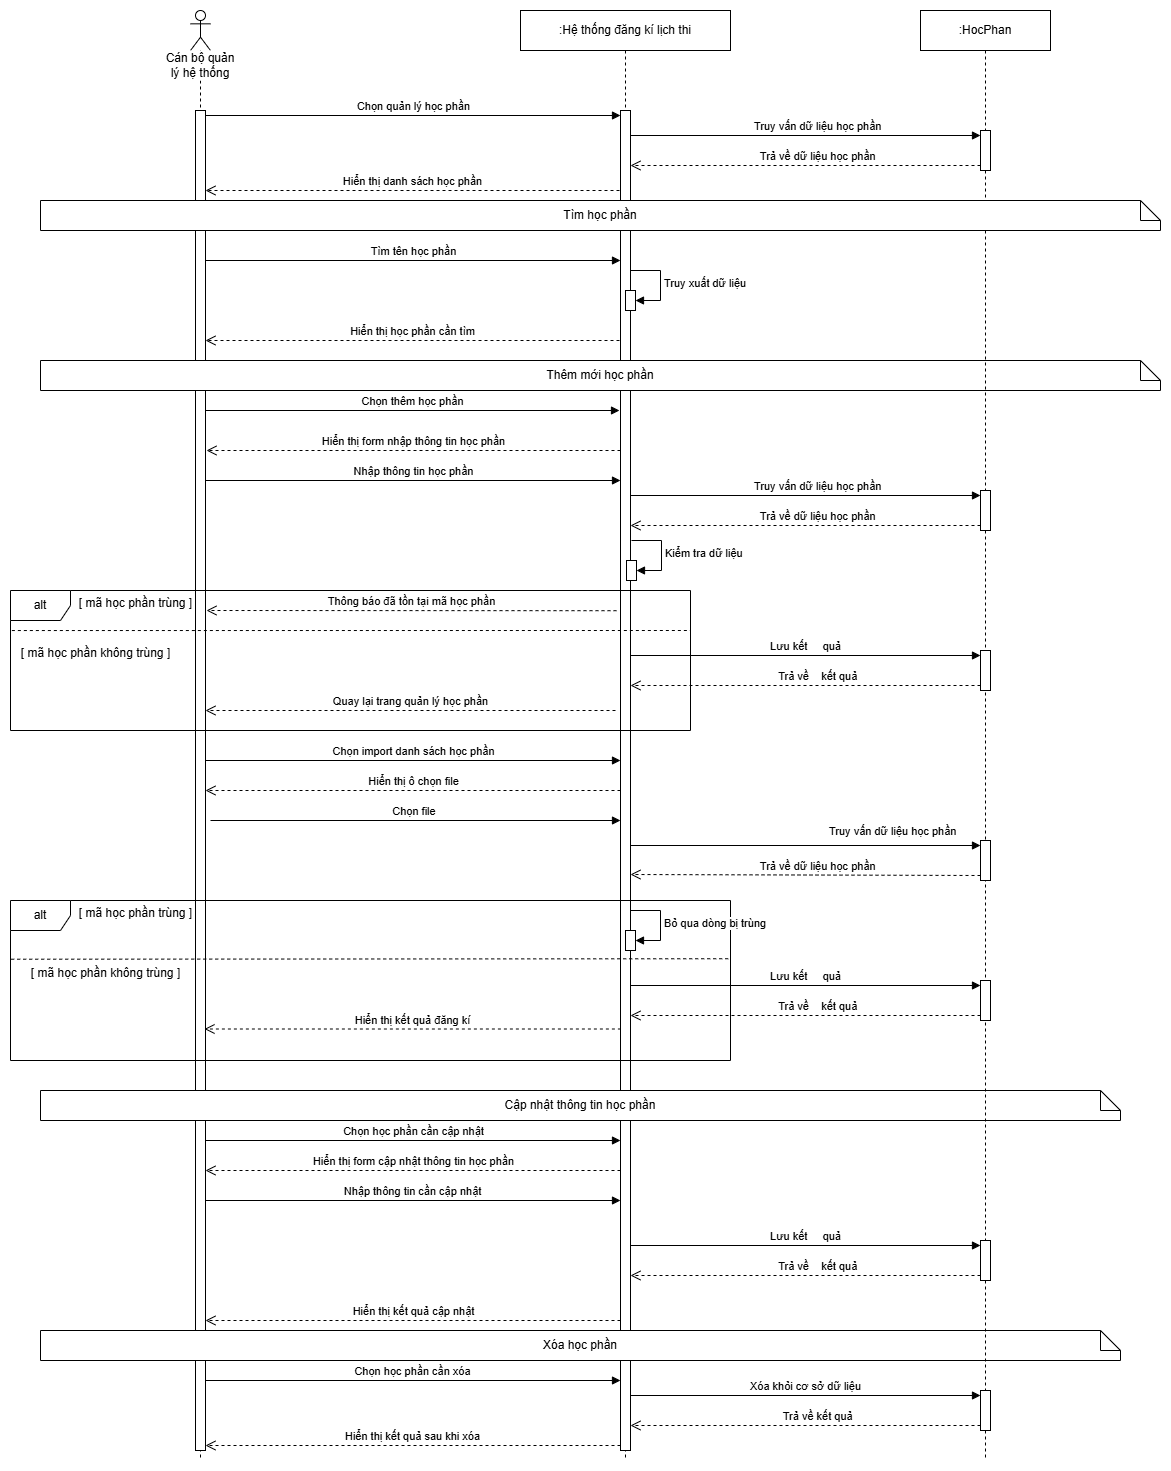 :Hệ thống đăng kí lịch thi
:HocPhan
Cán bộ quản
lý hệ thống
Chọn quản lý học phần
Truy vấn dữ liệu học phần
Trả về dữ liệu học phần
Hiển thị danh sách học phần
Tìm học phần
Tìm tên học phần
Truy xuất dữ liệu
Hiển thị học phần cần tìm
Thêm mới học phần
Chọn thêm học phần
Hiển thị form nhập thông tin học phần
Nhập thông tin học phần
Truy vấn dữ liệu học phần
Trả về dữ liệu học phần
Kiểm tra dữ liệu
alt
[ mã học phần trùng ]
Thông báo đã tồn tại mã học phần
[ mã học phần không trùng ]
Lưu kết quả
Trả về kết quả
Quay lại trang quản lý học phần
Chọn import danh sách học phần
Hiển thị ô chọn file
Chọn file
Truy vấn dữ liệu học phần
Trả về dữ liệu học phần
alt
[ mã học phần trùng ]
Bỏ qua dòng bị trùng
[ mã học phần không trùng ]
Lưu kết quả
Trả về kết quả
Hiển thị kết quả đăng kí
Cập nhật thông tin học phần
Chọn học phần cần cập nhật
Hiển thị form cập nhật thông tin học phần
Nhập thông tin cần cập nhật
Lưu kết quả
Trả về kết quả
Hiển thị kết quả cập nhật
Xóa học phần
Chọn học phần cần xóa
Xóa khỏi cơ sở dữ liệu
Trả về kết quả
Hiển thị kết quả sau khi xóa